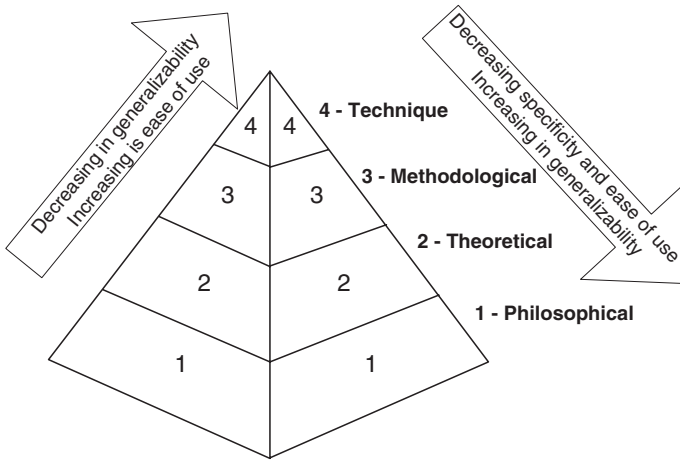 Decreasing in generalizability
Increasing is ease of use
Decreasing specificity and ease of use
Increasing in generalizability
4 4
4 - Technique
3 3
3 - Methodological
2 2
2 - Theoretical
1 1
1 - Philosophical